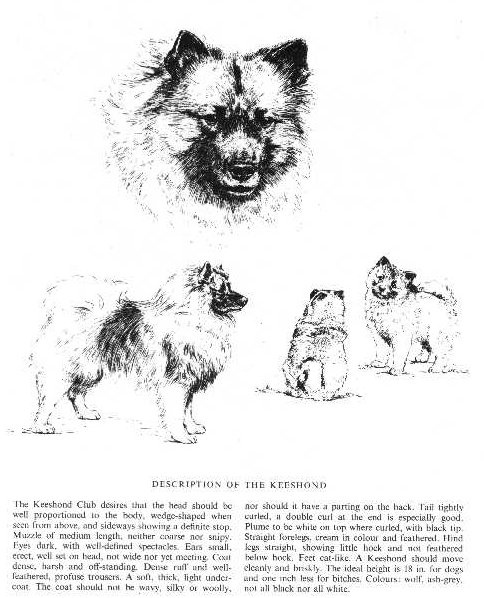 DESCRIPTION OF THE KEESHOND
The Keeshond Club desires that the head should be
well proportioned to the body, wedge-shaped when
seen from above, and sideways showing a definite stop.
Muzzle of medium length, neither coarse nor snipy.
Eyes dark, with well-defined spectacles. Ears small,
erect, well set on head, not wide nor yet meeting. Coat
dense, harsh and off-standing. Dense ruff and well-
feathered, profuse trousers. A soft, thick, light under-
coat. The coat should not be wavy, silky or woolly,
nor should it have a parting on the back. Tail tightly
curled, a double curl at the end is especially good.
Plume to be white on top where curled, with black tip.
Straight forelegs, cream in colour and feathered. Hind
legs straight, showing little hock and not feathered
below hock. Feet cat-like. A Keeshond should move
cleanly and briskly. The ideal height is 18 in. for dogs
and one inch less for bitches. Colours: wolf, ash-grey,
not all black nor all white.